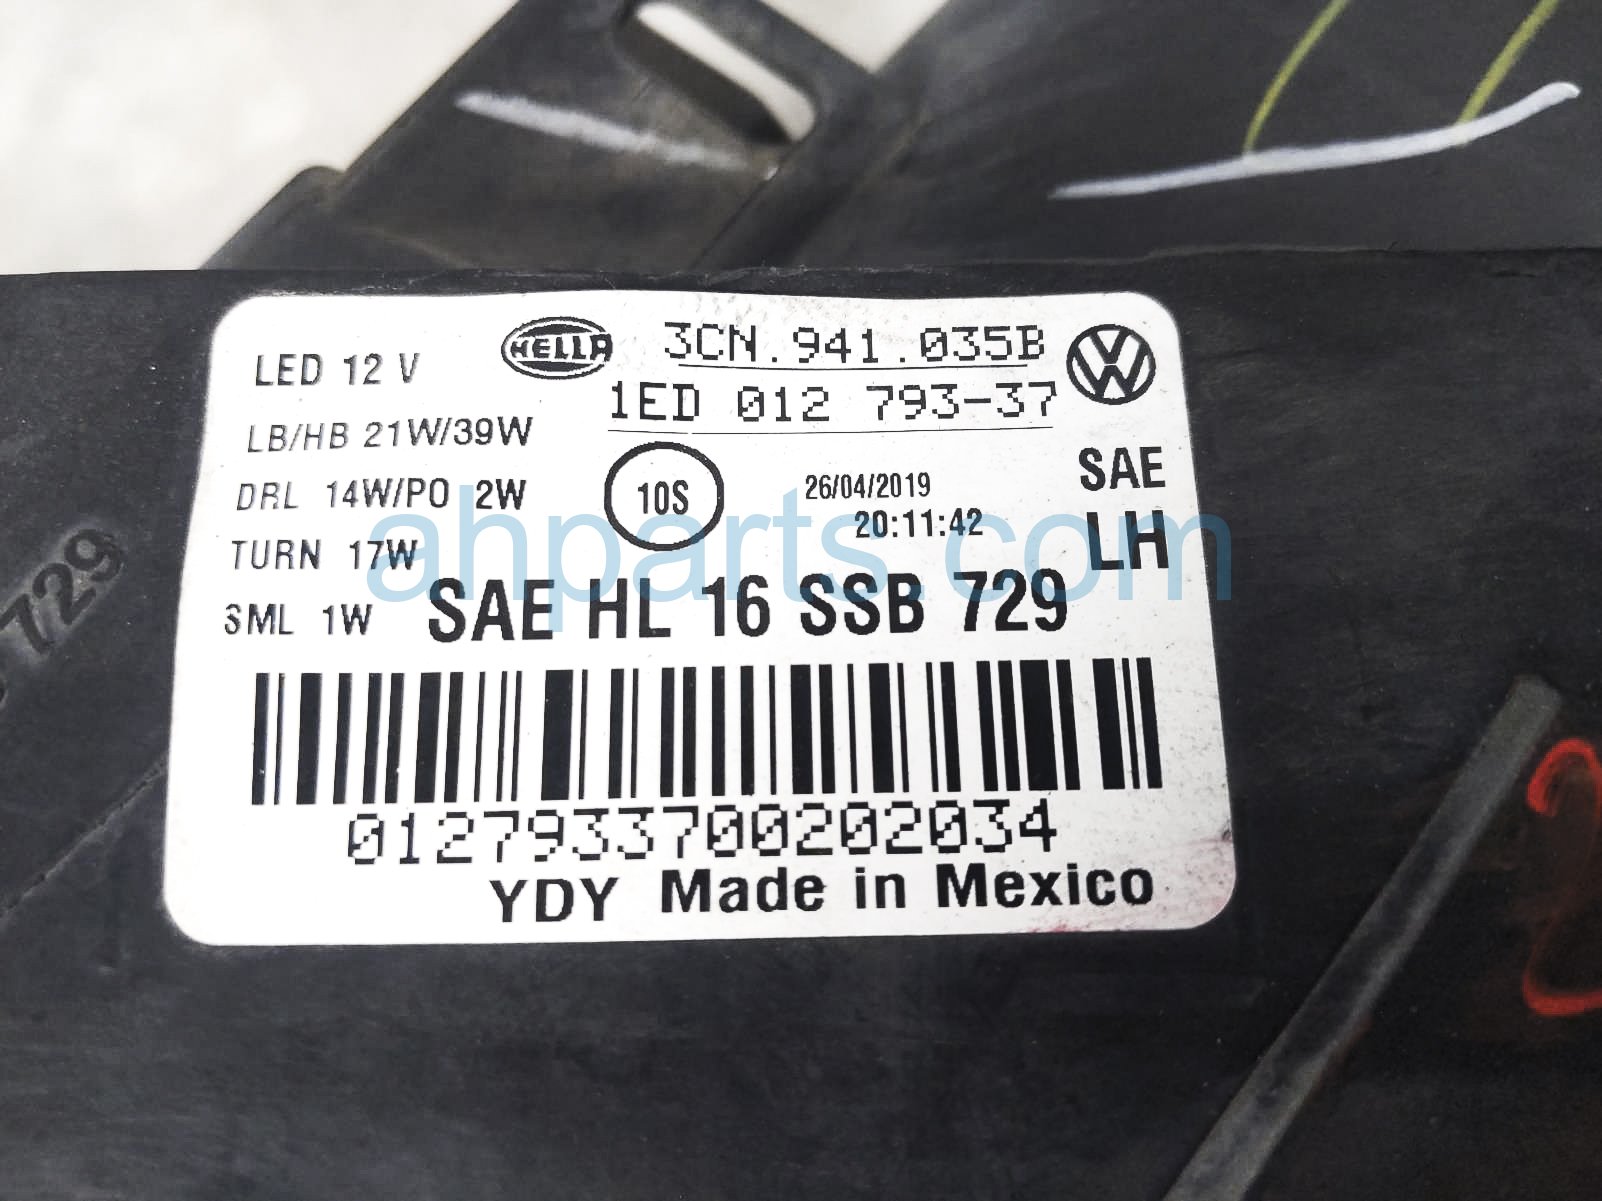 HELLA 3CN.941.035B
LED 12 V
1ED 012 793-37
LB/HB 21W/39W
SAE
DRL 14W/PO 2W
10S
26/04/2019
20:11:42
LH
TURN 17W
SML 1W
SAE HL 16 SSB 729
0127933700202034
YDY Made in Mexico
729
ahparts.com